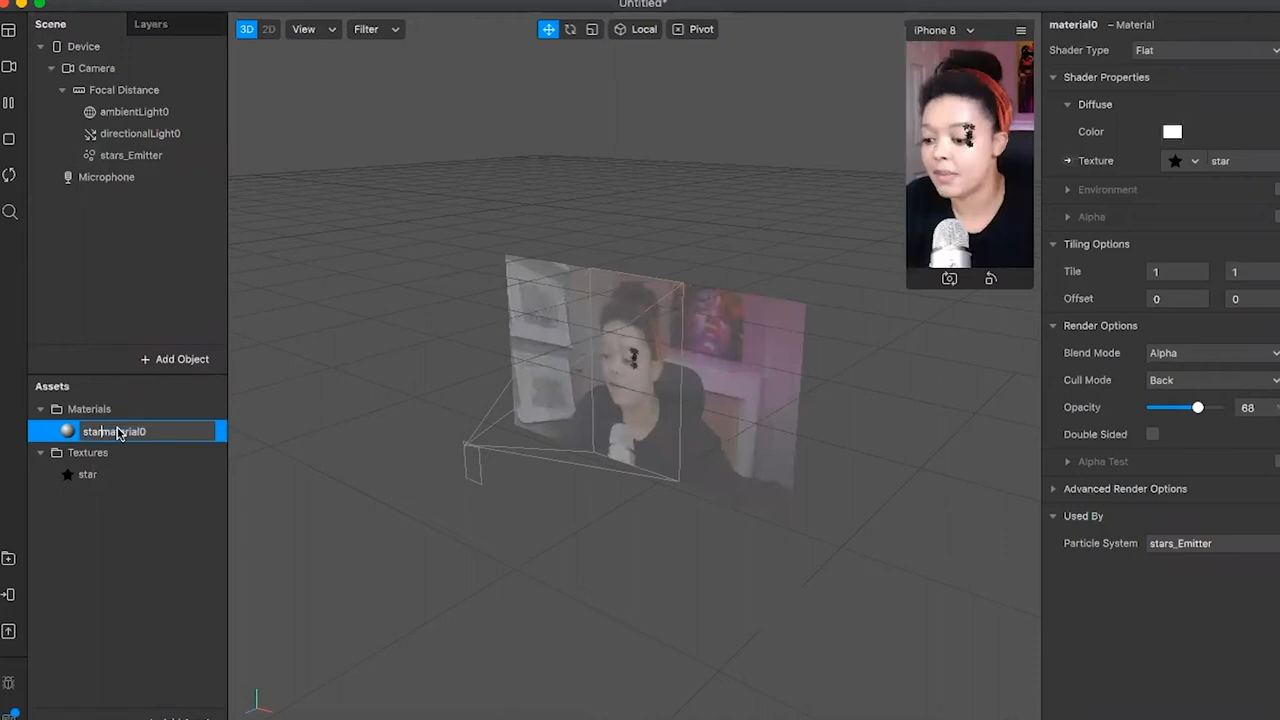 Untitled*
Scene
Layers
Device
Camera
Focal Distance
ambientLight0
directionalLight0
stars_Emitter
Microphone
+ Add Object
Assets
Materials
starmaterial0
Textures
star
3D 2D
View
Filter
Local
Pivot
iPhone 8
material0 – Material
Shader Type Flat
Shader Properties
Diffuse
Color
Texture star
Environment
Alpha
Tiling Options
Tile 1 1
Offset 0 0
Render Options
Blend Mode Alpha
Cull Mode Back
Opacity 68
Double Sided
Alpha Test
Advanced Render Options
Used By
Particle System stars_Emitter